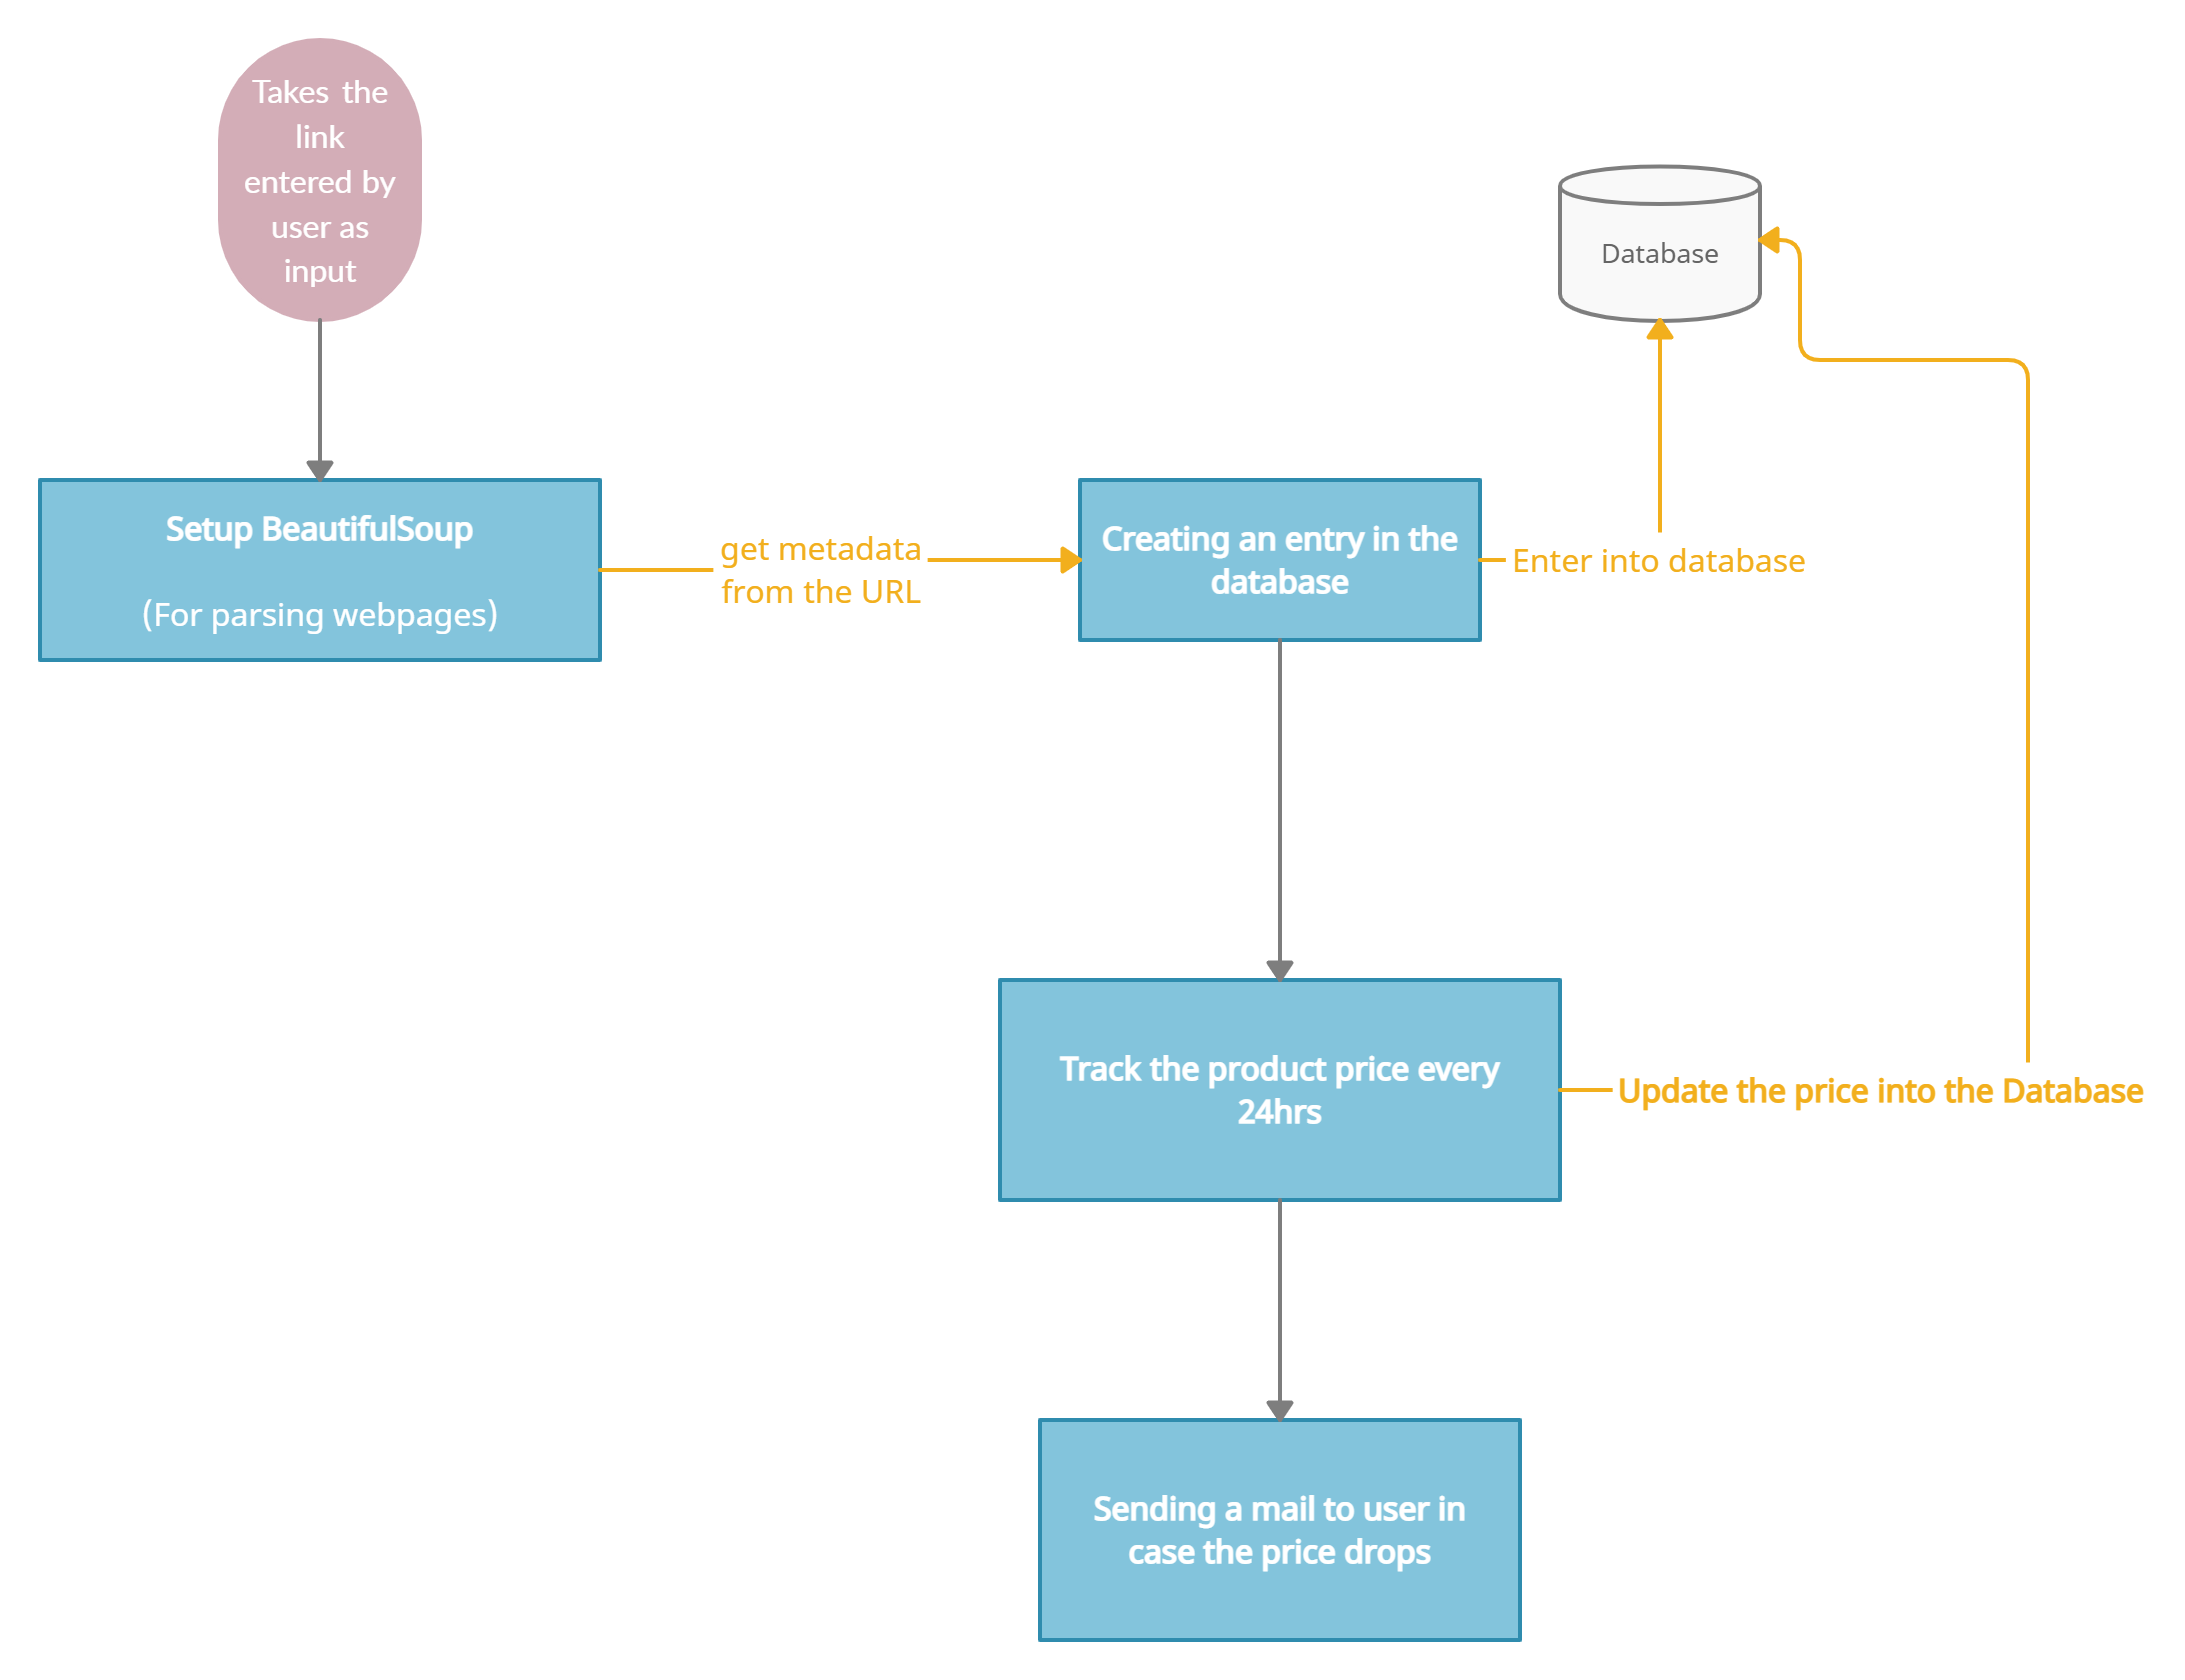 Takes the
link
entered by
user as
input
Database
Setup BeautifulSoup
(For parsing webpages)
get metadata
from the URL
Creating an entry in the
database
Enter into database
Track the product price every
24hrs
Update the price into the Database
Sending a mail to user in
case the price drops